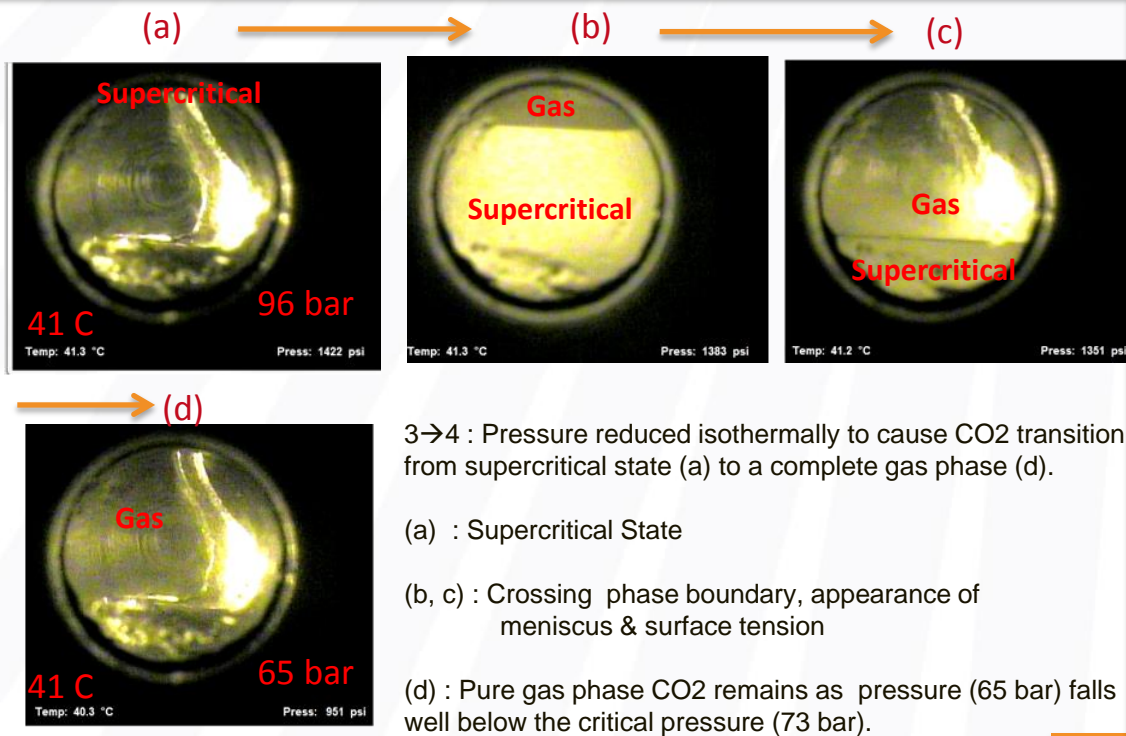 (a)
(b)
(c)
Supercritical
41 C
96 bar
Temp: 41.3 °C
Press: 1422 psi
Gas
Supercritical
Temp: 41.3 °C
Press: 1383 psi
Gas
Supercritical
Temp: 41.2 °C
Press: 1351 psi
(d)
Gas
41 C
65 bar
Temp: 40.3 °C
Press: 951 psi
3→4 : Pressure reduced isothermally to cause CO2 transition
from supercritical state (a) to a complete gas phase (d).
(a) : Supercritical State
(b, c) : Crossing phase boundary, appearance of
meniscus & surface tension
(d) : Pure gas phase CO2 remains as pressure (65 bar) falls
well below the critical pressure (73 bar).